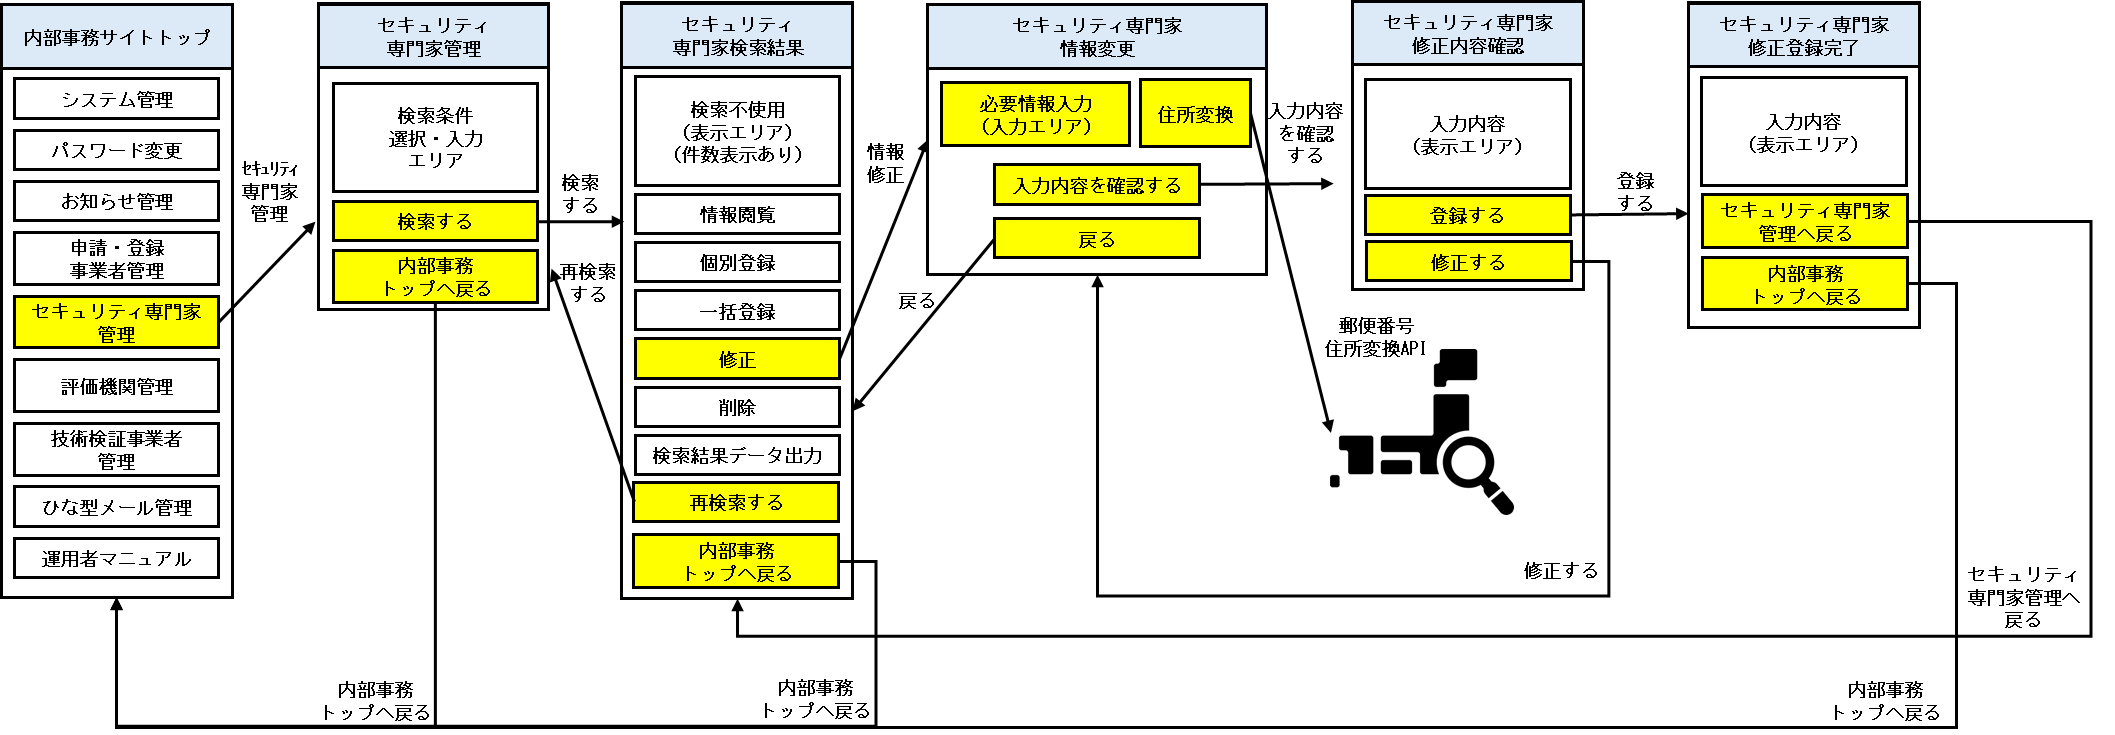 内部事務サイトトップ
システム管理
パスワード変更
お知らせ管理
申請・登録
事業者管理
セキュリティ専門家
管理
評価機関管理
技術検証事業者
管理
ひな型メール管理
運用者マニュアル
ｾｷｭﾘﾃｨ
専門家
管理
セキュリティ
専門家管理
検索条件
選択・入力
エリア
検索する
内部事務
トップへ戻る
検索
する
再検索
する
セキュリティ
専門家検索結果
検索不使用
（表示エリア）
（件数表示あり）
情報閲覧
個別登録
一括登録
修正
削除
検索結果データ出力
再検索する
内部事務
トップへ戻る
情報
修正
戻る
セキュリティ専門家
情報変更
必要情報入力
（入力エリア）
住所変換
入力内容を確認する
戻る
入力内容
を確認
する
郵便番号
住所変換API
セキュリティ専門家
修正内容確認
入力内容
（表示エリア）
登録する
修正する
登録
する
セキュリティ専門家
修正登録完了
入力内容
（表示エリア）
セキュリティ専門家
管理へ戻る
内部事務
トップへ戻る
修正する
セキュリティ
専門家管理へ
戻る
内部事務
トップへ戻る
内部事務
トップへ戻る
内部事務
トップへ戻る